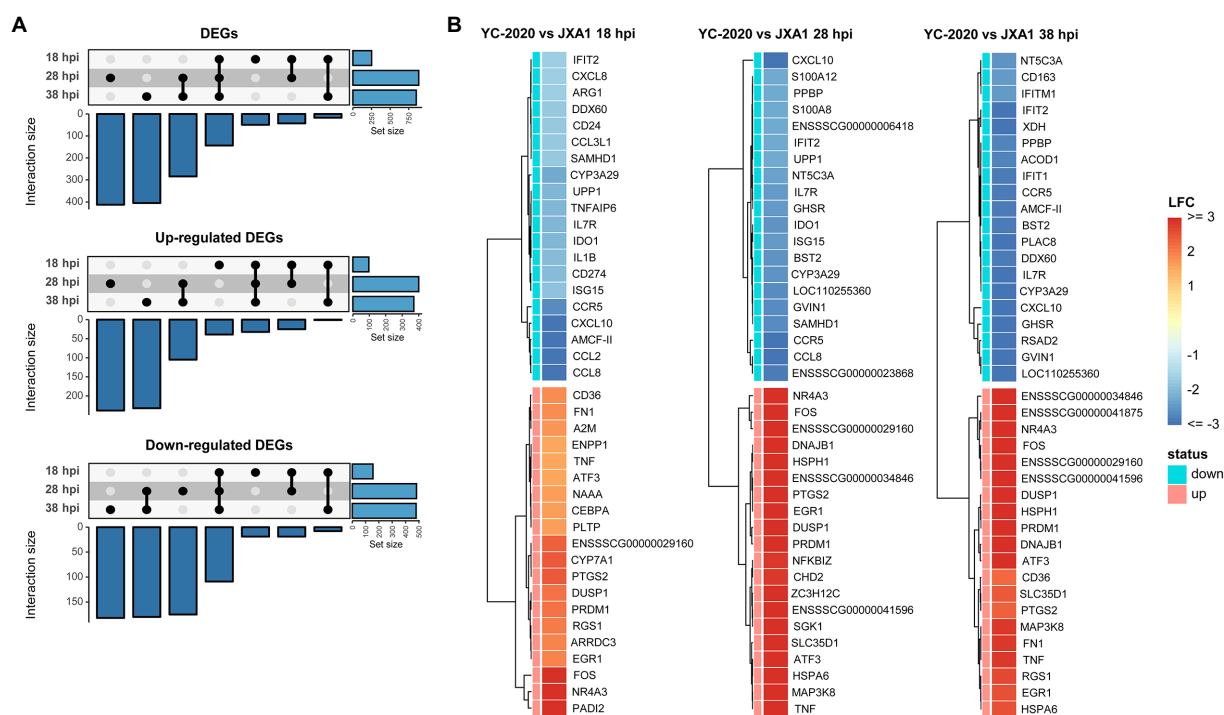 A
DEGs
18 hpi
28 hpi
38 hpi
0
250
500
750
Set size
0
100
200
300
400
Interaction size
Up-regulated DEGs
18 hpi
28 hpi
38 hpi
0
100
200
300
400
Set size
0
50
100
150
200
Interaction size
Down-regulated DEGs
18 hpi
28 hpi
38 hpi
0
100
200
300
400
500
Set size
0
50
100
150
Interaction size
B
YC-2020 vs JXA1 18 hpi
IFIT2
CXCL8
ARG1
DDX60
CD24
CCL3L1
SAMHD1
CYP3A29
UPP1
TNFAIP6
IL7R
IDO1
IL1B
CD274
ISG15
CCR5
CXCL10
AMCF-II
CCL2
CCL8
CD36
FN1
A2M
ENPP1
TNF
ATF3
NAAA
CEBPA
PLTP
ENSSSCG00000029160
CYP7A1
PTGS2
DUSP1
PRDM1
RGS1
ARRDC3
EGR1
FOS
NR4A3
PADI2
YC-2020 vs JXA1 28 hpi
CXCL10
S100A12
PPBP
S100A8
ENSSSCG00000006418
IFIT2
UPP1
NT5C3A
IL7R
GHSR
IDO1
ISG15
BST2
CYP3A29
LOC110255360
GVIN1
SAMHD1
CCR5
CCL8
ENSSSCG00000023868
NR4A3
FOS
ENSSSCG00000029160
DNAJB1
HSPH1
ENSSSCG00000034846
PTGS2
EGR1
DUSP1
PRDM1
NFKBIZ
CHD2
ZC3H12C
ENSSSCG00000041596
SGK1
SLC35D1
ATF3
HSPA6
MAP3K8
TNF
YC-2020 vs JXA1 38 hpi
NT5C3A
CD163
IFITM1
IFIT2
XDH
PPBP
ACOD1
IFIT1
CCR5
AMCF-II
BST2
PLAC8
DDX60
IL7R
CYP3A29
CXCL10
GHSR
RSAD2
GVIN1
LOC110255360
ENSSSCG00000034846
ENSSSCG00000041875
NR4A3
FOS
ENSSSCG00000029160
ENSSSCG00000041596
DUSP1
HSPH1
PRDM1
DNAJB1
ATF3
CD36
SLC35D1
PTGS2
MAP3K8
FN1
TNF
RGS1
EGR1
HSPA6
LFC
>= 3
2
1
-1
-2
<= -3
status
down
up